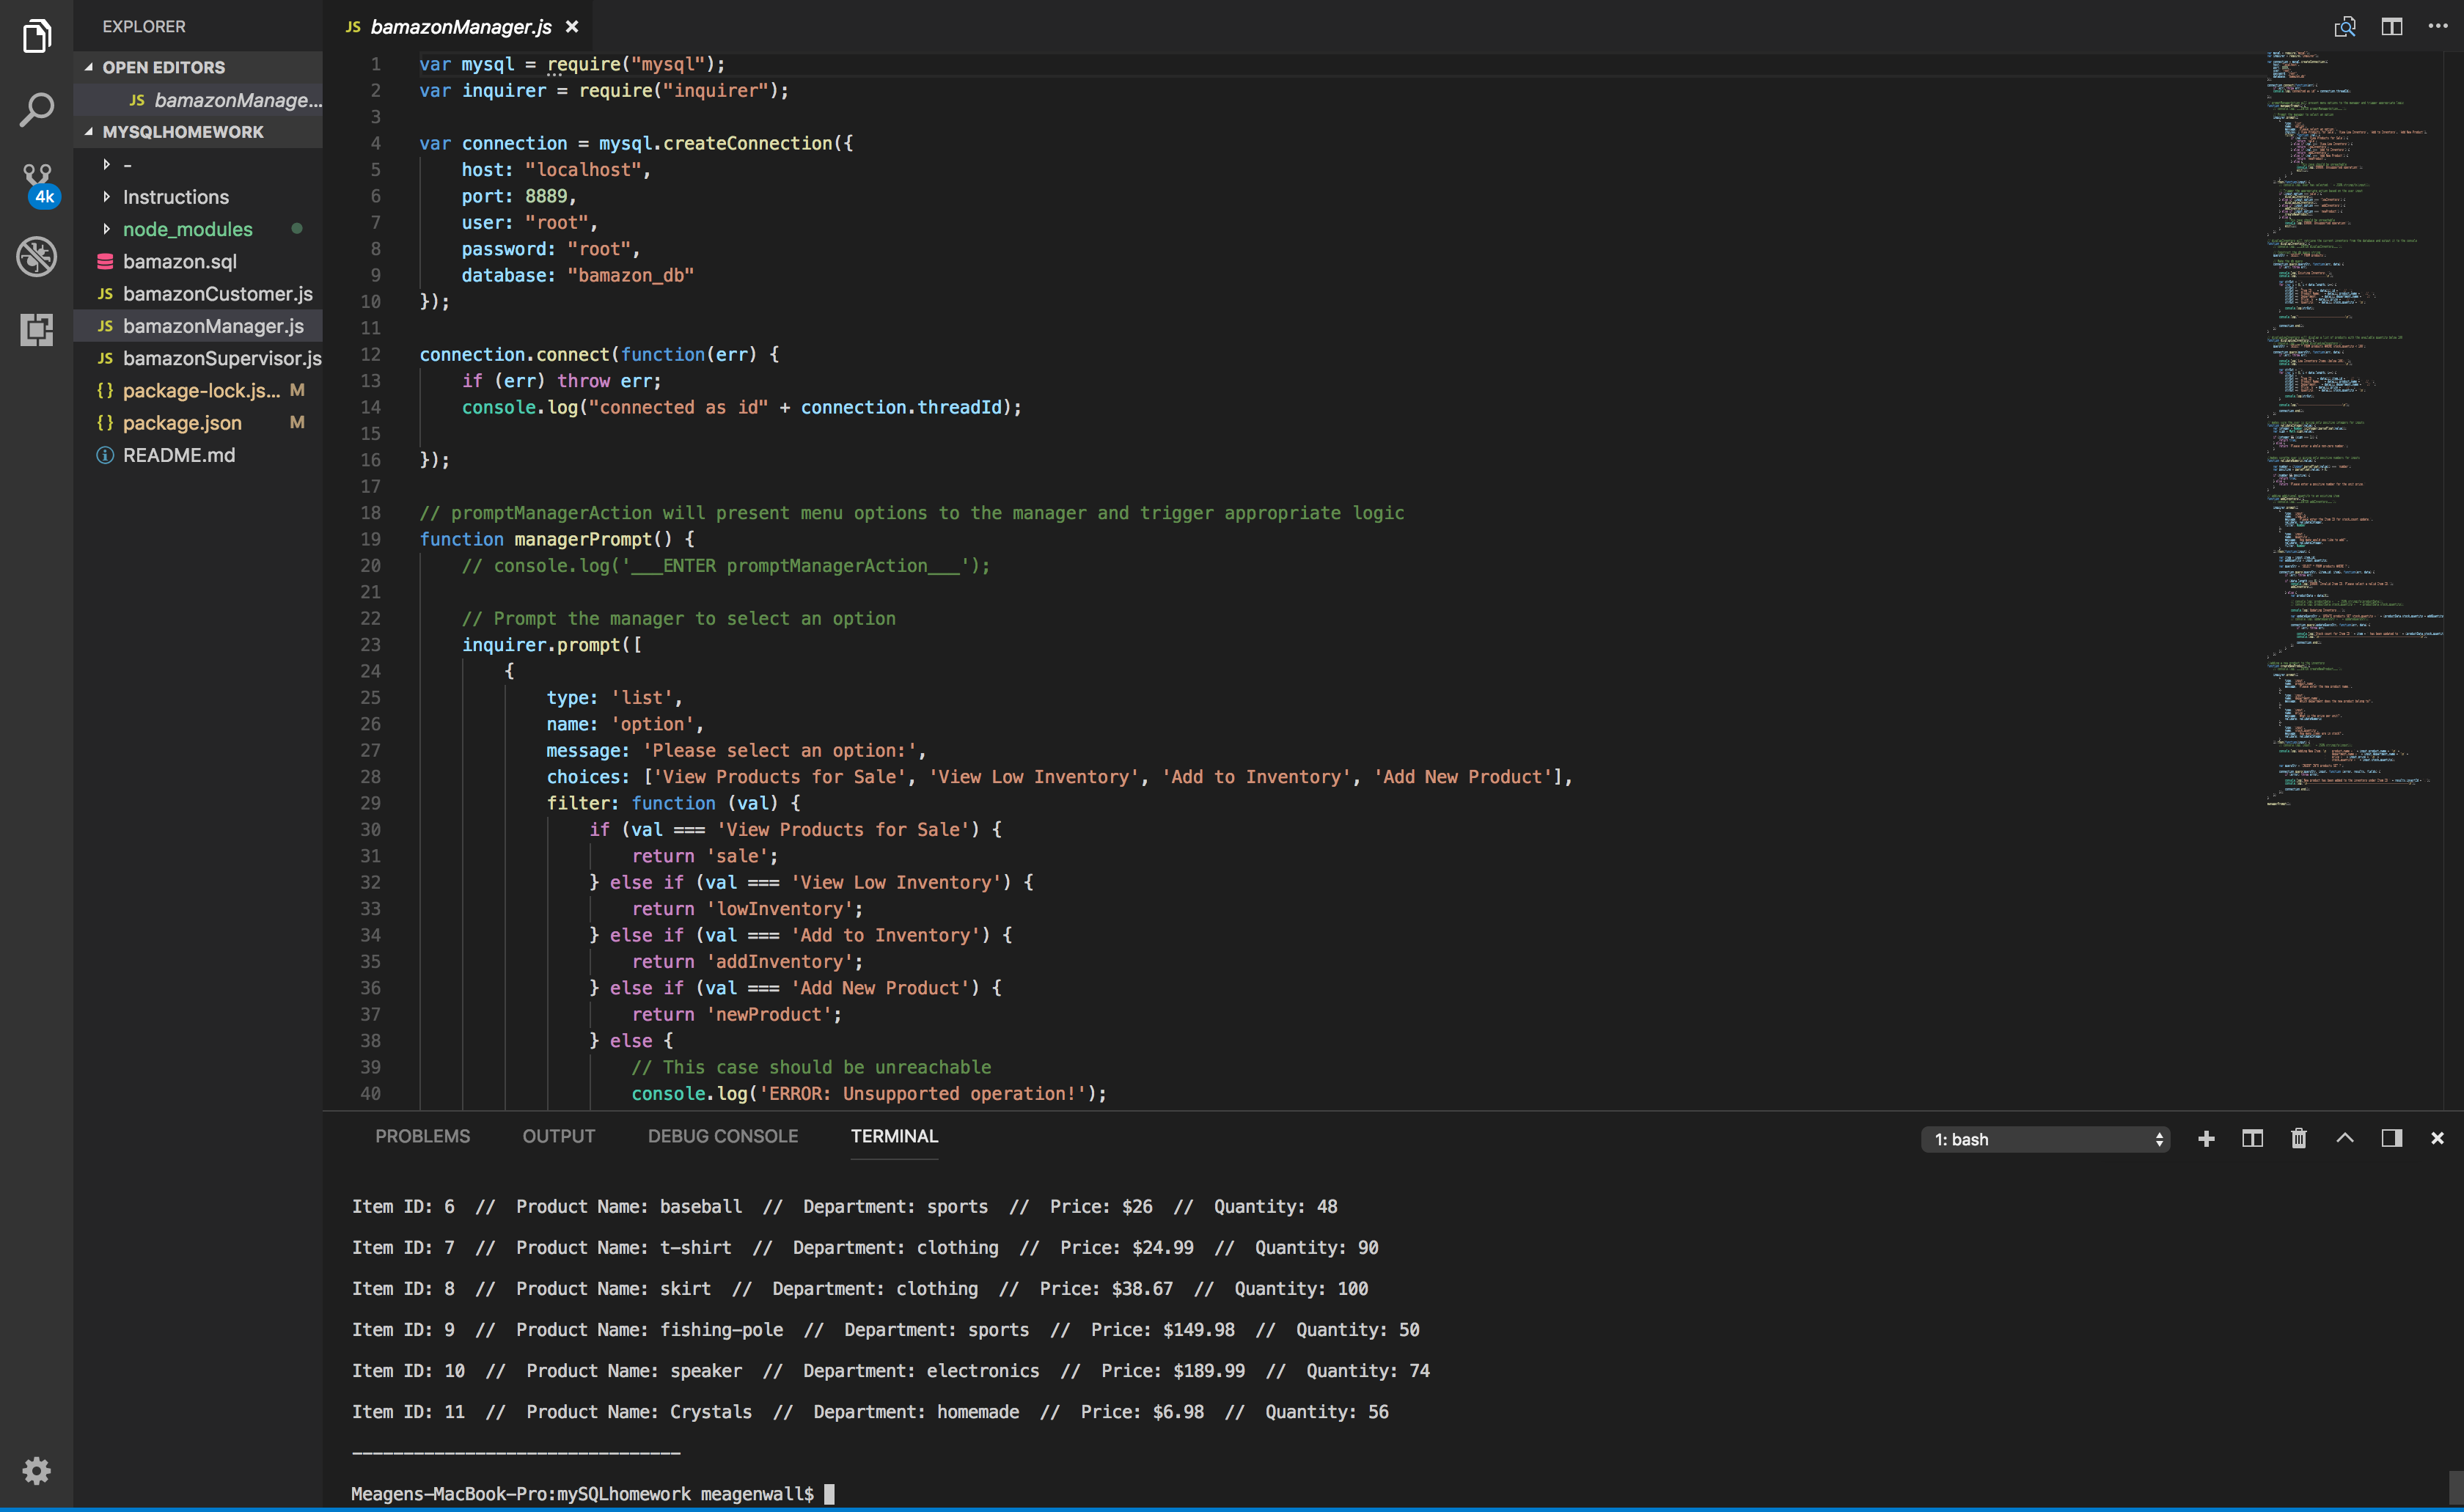 EXPLORER
OPEN EDITORS
JS bamazonManage...
MYSQLHOMEWORK
-
Instructions
node_modules
bamazon.sql
JS bamazonCustomer.js
JS bamazonManager.js
JS bamazonSupervisor.js
{} package-lock.js... M
{} package.json M
README.md
4k
JS bamazonManager.js ×
1 var mysql = require("mysql");
2 var inquirer = require("inquirer");
3
4 var connection = mysql.createConnection({
5     host: "localhost",
6     port: 8889,
7     user: "root",
8     password: "root",
9     database: "bamazon_db"
10 });
11
12 connection.connect(function(err) {
13     if (err) throw err;
14     console.log("connected as id" + connection.threadId);
15
16 });
17
18 // promptManagerAction will present menu options to the manager and trigger appropriate logic
19 function managerPrompt() {
20     // console.log('___ENTER promptManagerAction___');
21
22     // Prompt the manager to select an option
23     inquirer.prompt([
24         {
25             type: 'list',
26             name: 'option',
27             message: 'Please select an option:',
28             choices: ['View Products for Sale', 'View Low Inventory', 'Add to Inventory', 'Add New Product'],
29             filter: function (val) {
30                 if (val === 'View Products for Sale') {
31                     return 'sale';
32                 } else if (val === 'View Low Inventory') {
33                     return 'lowInventory';
34                 } else if (val === 'Add to Inventory') {
35                     return 'addInventory';
36                 } else if (val === 'Add New Product') {
37                     return 'newProduct';
38                 } else {
39                     // This case should be unreachable
40                     console.log('ERROR: Unsupported operation!');
PROBLEMS OUTPUT DEBUG CONSOLE TERMINAL 1: bash
Item ID: 6  //  Product Name: baseball  //  Department: sports  //  Price: $26  //  Quantity: 48
Item ID: 7  //  Product Name: t-shirt  //  Department: clothing  //  Price: $24.99  //  Quantity: 90
Item ID: 8  //  Product Name: skirt  //  Department: clothing  //  Price: $38.67  //  Quantity: 100
Item ID: 9  //  Product Name: fishing-pole  //  Department: sports  //  Price: $149.98  //  Quantity: 50
Item ID: 10  //  Product Name: speaker  //  Department: electronics  //  Price: $189.99  //  Quantity: 74
Item ID: 11  //  Product Name: Crystals  //  Department: homemade  //  Price: $6.98  //  Quantity: 56
--------------------------------
Meagens-MacBook-Pro:mySQLhomework meagenwall$